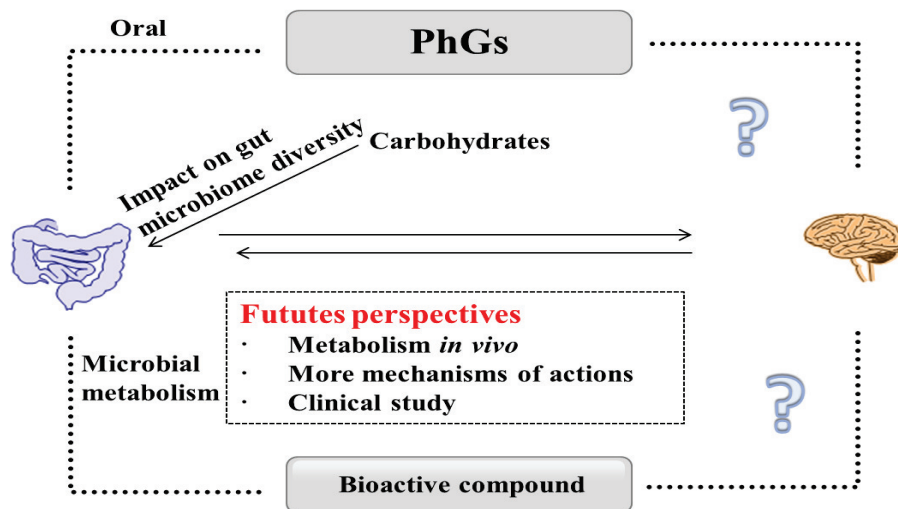 Oral
PhGs
?
Impact on gut
microbiome diversity
Carbohydrates
Fututes perspectives
· Metabolism in vivo
· More mechanisms of actions
· Clinical study
Microbial
metabolism
?
Bioactive compound